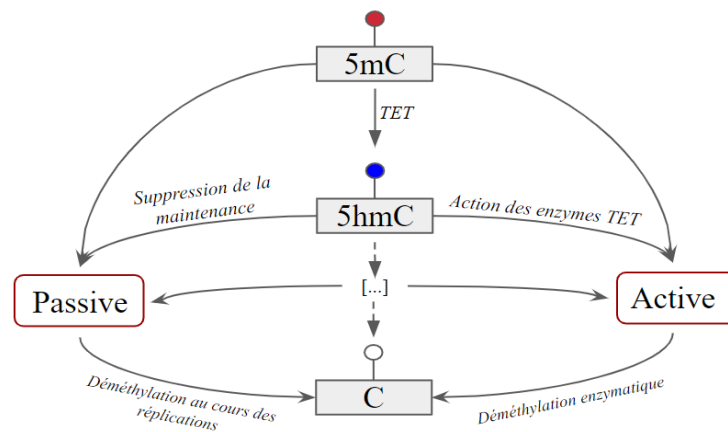 5mC
TET
Suppression de la
maintenance
5hmC
Action des enzymes TET
Passive
[...]
Active
Déméthylation au cours des
réplications
C
Déméthylation enzymatique